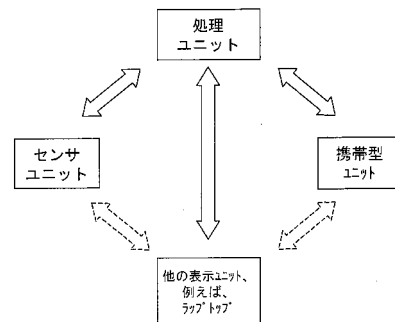 処理
ユニット
センサ
ユニット
携帯型
ユニット
他の表示ユニット、
例えば、
ラップトップ